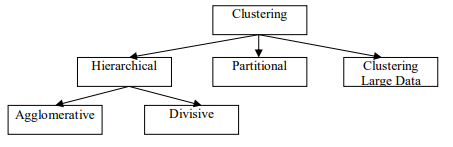 Clustering
Hierarchical
Partitional
Clustering
Large Data
Agglomerative
Divisive